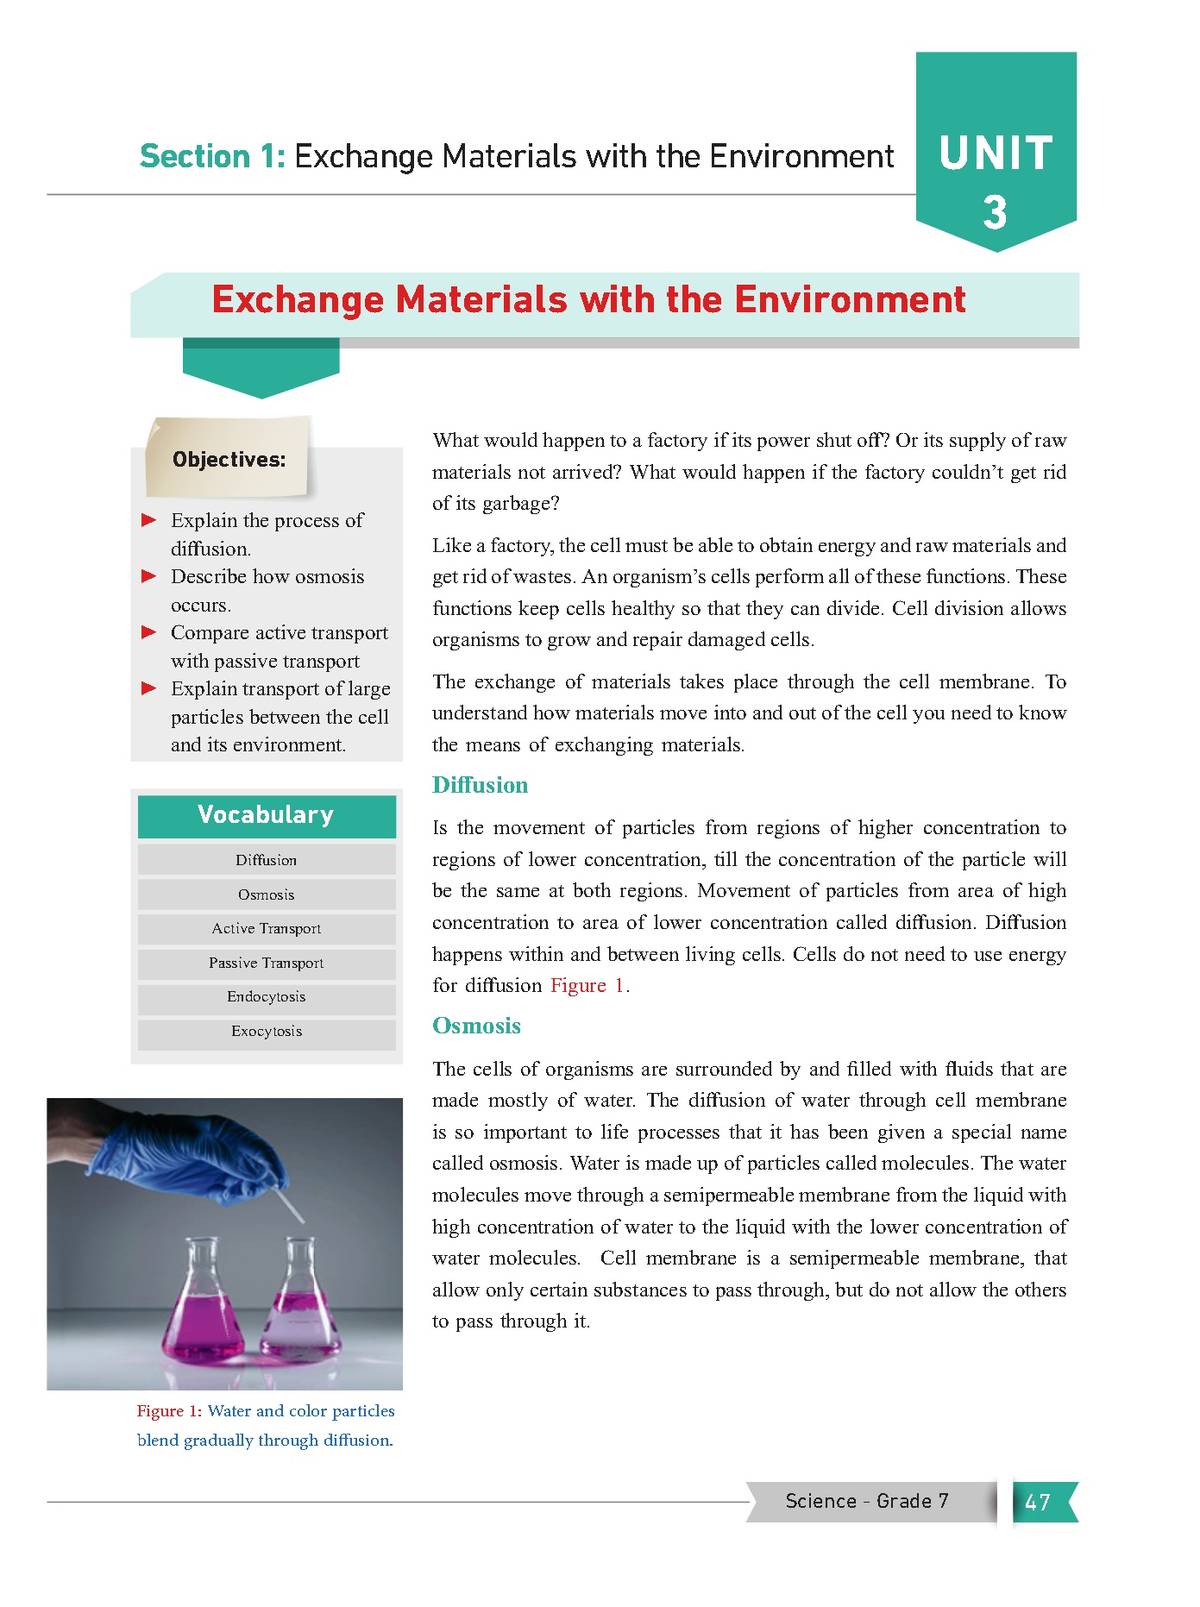 Section 1: Exchange Materials with the Environment
UNIT
3
Exchange Materials with the Environment
Objectives:
► Explain the process of
diffusion.
► Describe how osmosis
occurs.
► Compare active transport
with passive transport
► Explain transport of large
particles between the cell
and its environment.
Vocabulary
Diffusion
Osmosis
Active Transport
Passive Transport
Endocytosis
Exocytosis
Figure 1: Water and color particles
blend gradually through diffusion.
What would happen to a factory if its power shut off? Or its supply of raw
materials not arrived? What would happen if the factory couldn’t get rid
of its garbage?
Like a factory, the cell must be able to obtain energy and raw materials and
get rid of wastes. An organism’s cells perform all of these functions. These
functions keep cells healthy so that they can divide. Cell division allows
organisms to grow and repair damaged cells.
The exchange of materials takes place through the cell membrane. To
understand how materials move into and out of the cell you need to know
the means of exchanging materials.
Diffusion
Is the movement of particles from regions of higher concentration to
regions of lower concentration, till the concentration of the particle will
be the same at both regions. Movement of particles from area of high
concentration to area of lower concentration called diffusion. Diffusion
happens within and between living cells. Cells do not need to use energy
for diffusion Figure 1.
Osmosis
The cells of organisms are surrounded by and filled with fluids that are
made mostly of water. The diffusion of water through cell membrane
is so important to life processes that it has been given a special name
called osmosis. Water is made up of particles called molecules. The water
molecules move through a semipermeable membrane from the liquid with
high concentration of water to the liquid with the lower concentration of
water molecules. Cell membrane is a semipermeable membrane, that
allow only certain substances to pass through, but do not allow the others
to pass through it.
Science - Grade 7
47